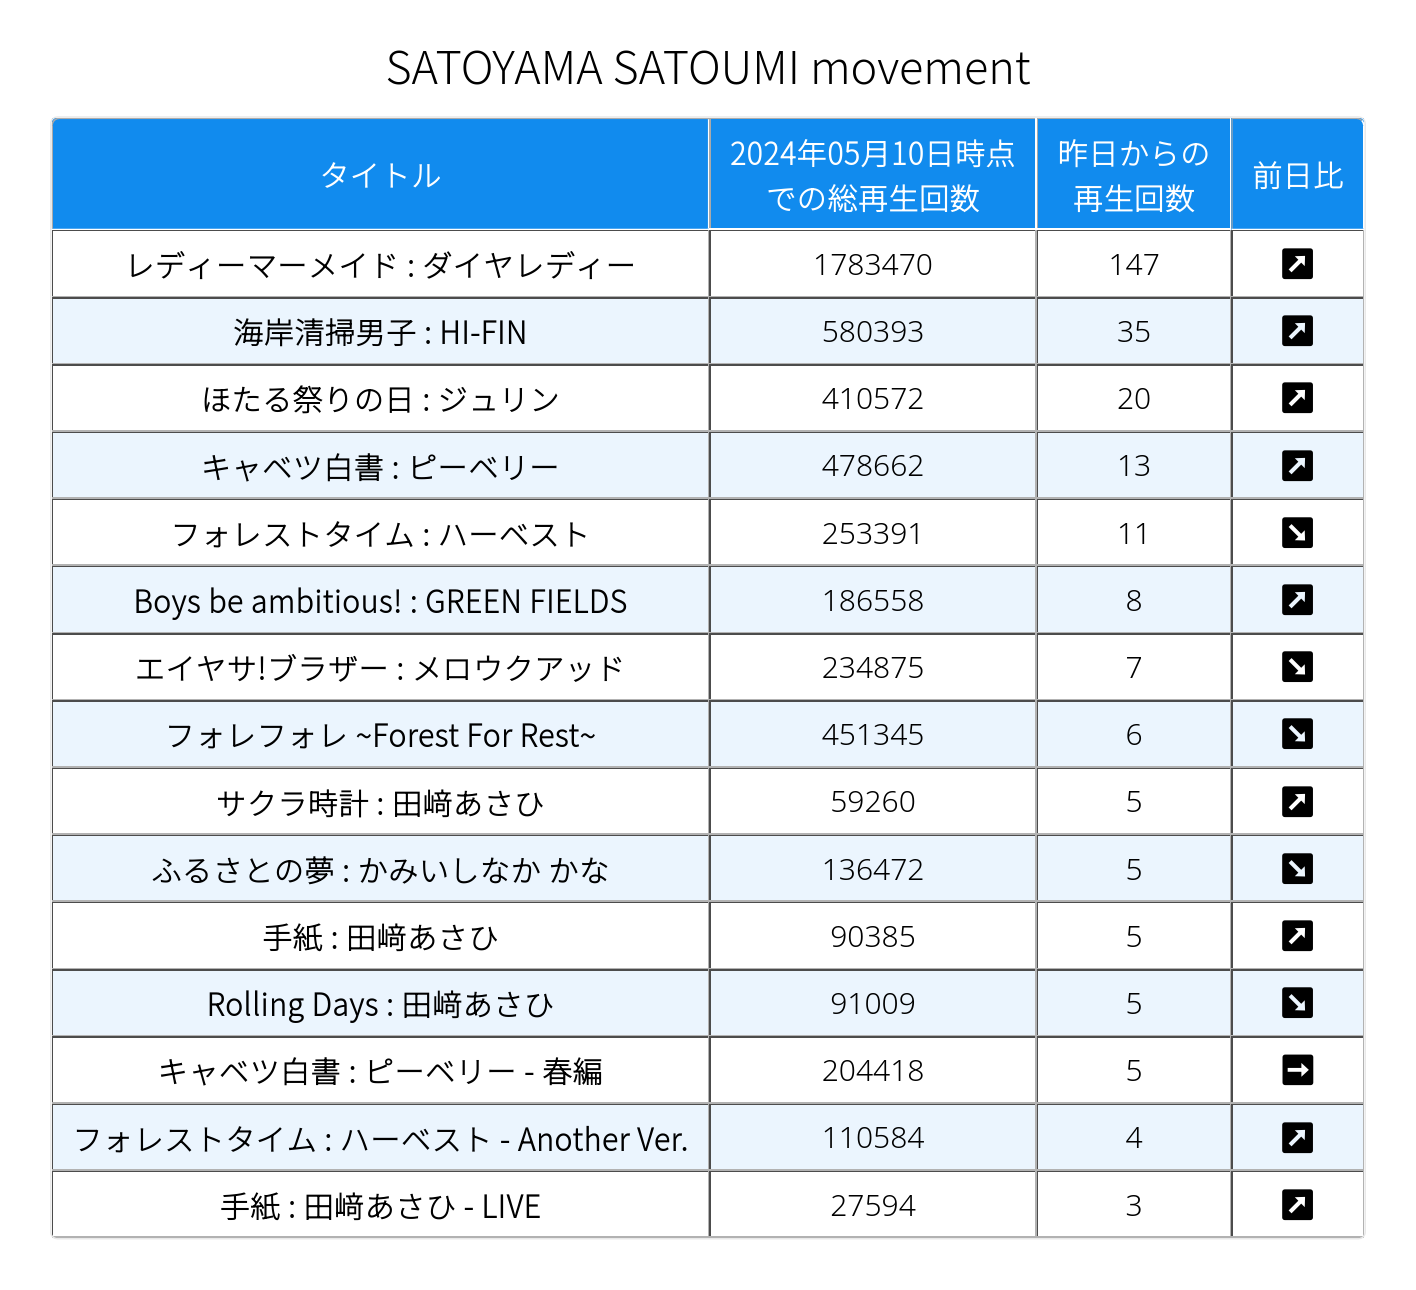 SATOYAMA SATOUMI movement
タイトル
2024年05月10日時点
での総再生回数
昨日からの
再生回数
前日比
レディーマーメイド : ダイヤレディー 1783470 147
海岸清掃男子 : HI-FIN 580393 35
ほたる祭りの日 : ジュリン 410572 20
キャベツ白書 : ピーベリー 478662 13
フォレストタイム : ハーベスト 253391 11
Boys be ambitious! : GREEN FIELDS 186558 8
エイヤサ!ブラザー : メロウクアッド 234875 7
フォレフォレ ~Forest For Rest~ 451345 6
サクラ時計 : 田﨑あさひ 59260 5
ふるさとの夢 : かみいしなか かな 136472 5
手紙 : 田﨑あさひ 90385 5
Rolling Days : 田﨑あさひ 91009 5
キャベツ白書 : ピーベリー - 春編 204418 5
フォレストタイム : ハーベスト - Another Ver. 110584 4
手紙 : 田﨑あさひ - LIVE 27594 3